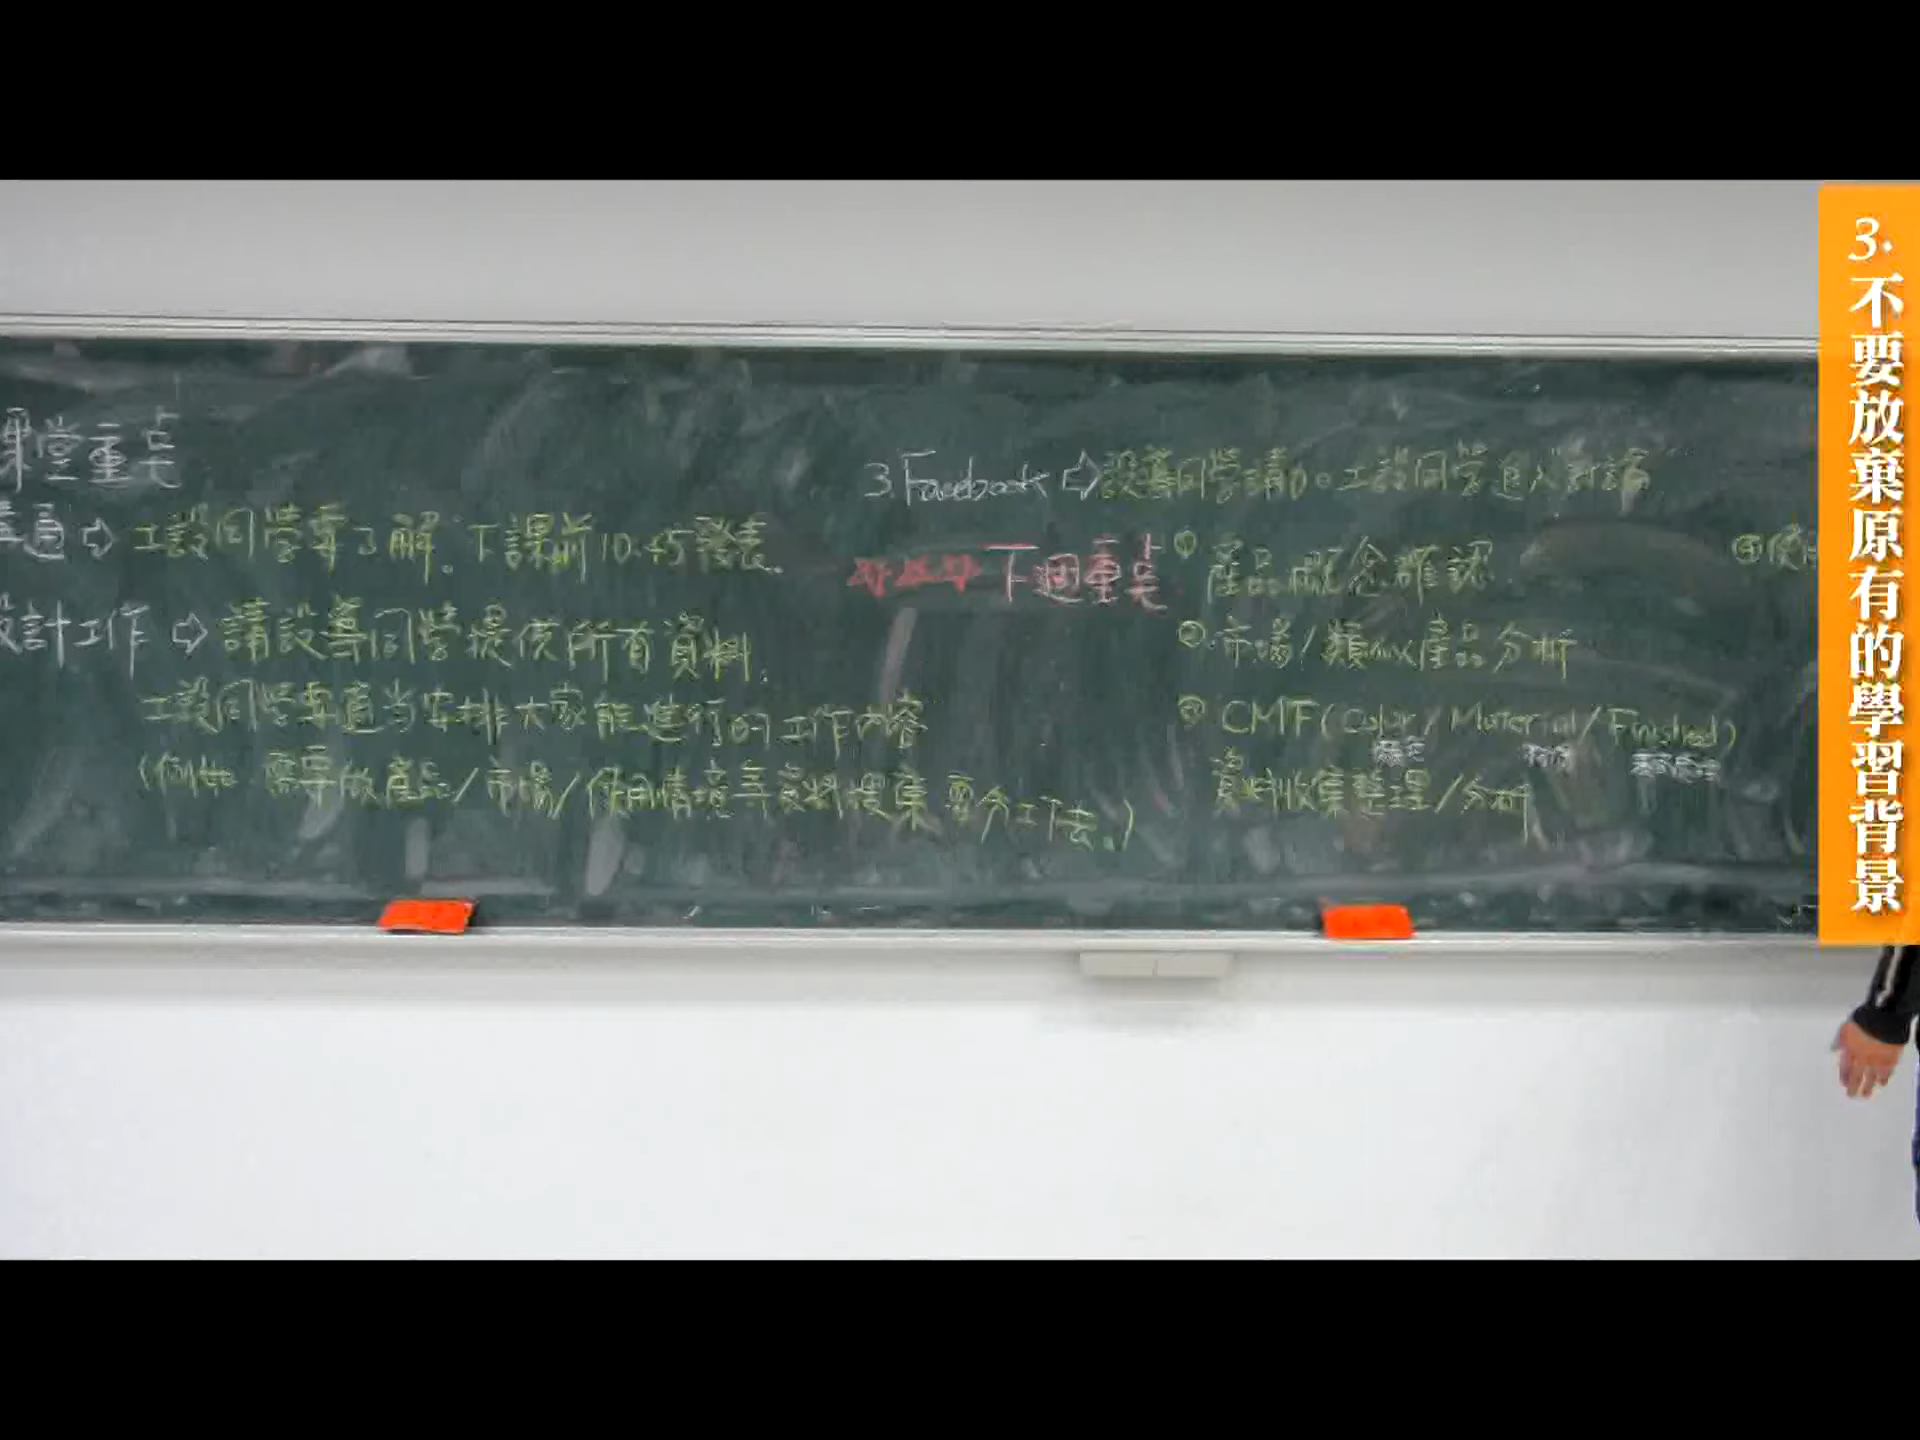 課堂重点
⇨ 工設同學要了解。下課前10:45發表。
設計工作 ⇨ 請設導同學提供所有資料.
工設同學要適当安排大家能進行的工作內容
(例如 需要做產品/市場/使用情境等資料搜集 要分工下去。)
3.Facebook ⇨ 設導同學請加。工設同學進入討論
☆☆☆ 下週重点 ① 產品概念確認
② 市場/類似產品分析
③ CMF(Color/Material/Finished)
資料收集整理/分析
④使
3.不要放棄原有的學習背景